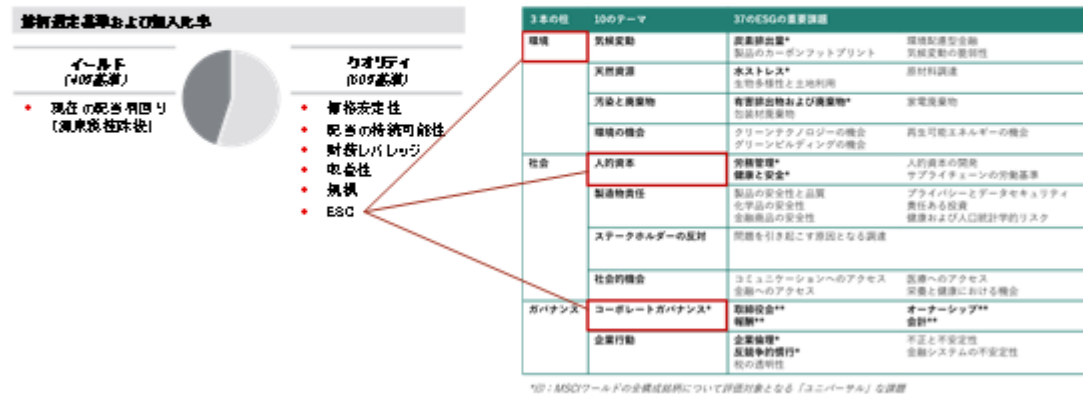 銘柄選定基準および組入比率
イールド
(40%基準)
現在の配当利回り
(源泉税控除後)
クオリティ
(60%基準)
価格安定性
配当の持続可能性
財務レバレッジ
収益性
規模
ESG
3本の柱 10のテーマ 37のESGの重要課題
環境 気候変動 炭素排出量* 環境配慮型金融
製品のカーボンフットプリント 気候変動の脆弱性
天然資源 水ストレス* 原材料調達
生物多様性と土地利用
汚染と廃棄物 有害排出物および廃棄物* 家電廃棄物
包装材廃棄物
環境の機会 クリーンテクノロジーの機会 再生可能エネルギーの機会
グリーンビルディングの機会
社会 人的資本 労務管理* 人的資本の開発
健康と安全* サプライチェーンの労働基準
製造物責任 製品の安全性と品質 プライバシーとデータセキュリティ
化学品の安全性 責任ある投資
金融商品の安全性 健康および人口統計学的リスク
ステークホルダーの反対 問題を引き起こす原因となる調達
社会的機会 コミュニケーションへのアクセス 医療へのアクセス
金融へのアクセス 栄養と健康における機会
ガバナンス コーポレートガバナンス* 取締役会** オーナーシップ**
報酬** 会計**
企業行動 企業倫理* 不正と不安定性
反競争的慣行* 金融システムの不安定性
税の透明性
MSCIワールドの全構成銘柄について評価対象となる「ユニバーサル」な課題